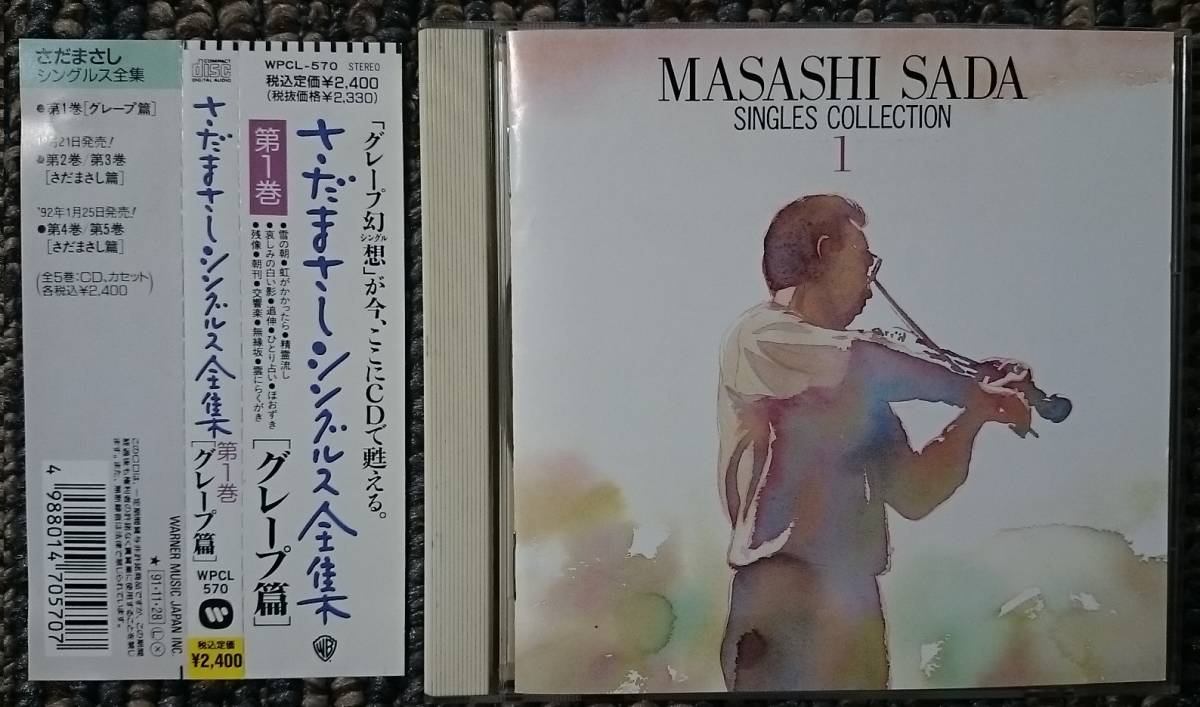 さだまさし
シングルス全集
●第1巻[グレープ篇]
月21日発売!
●第2巻/第3巻
[さだまさし篇]
'92年1月25日発売!
●第4巻/第5巻
[さだまさし篇]
(全5巻:CD、カセット)
各税込¥2,400
4 988014 705707
COMPACT
disc
DIGITAL AUDIO
さだまさしシングルス全集
第1巻
[グレープ篇]
WPCL
570
税込定価
¥2,400
WARNER MUSIC JAPAN INC.
★ '91・11・28 (L) (×)
WPCL-570 STEREO
税込定価¥2,400
(税抜価格¥2,330)
「グレープ幻想」が今、ここにCDで甦える。
シングル
第1巻
さだまさしシングルス全集
●雪の朝●虹がかかったら●精霊流し
●哀しみの白い影●追伸●ひとり占い●ほおずき
●残像●朝刊●交響楽●無縁坂●雲にらくがき
[グレープ篇]
WB
MASASHI SADA
SINGLES COLLECTION
1